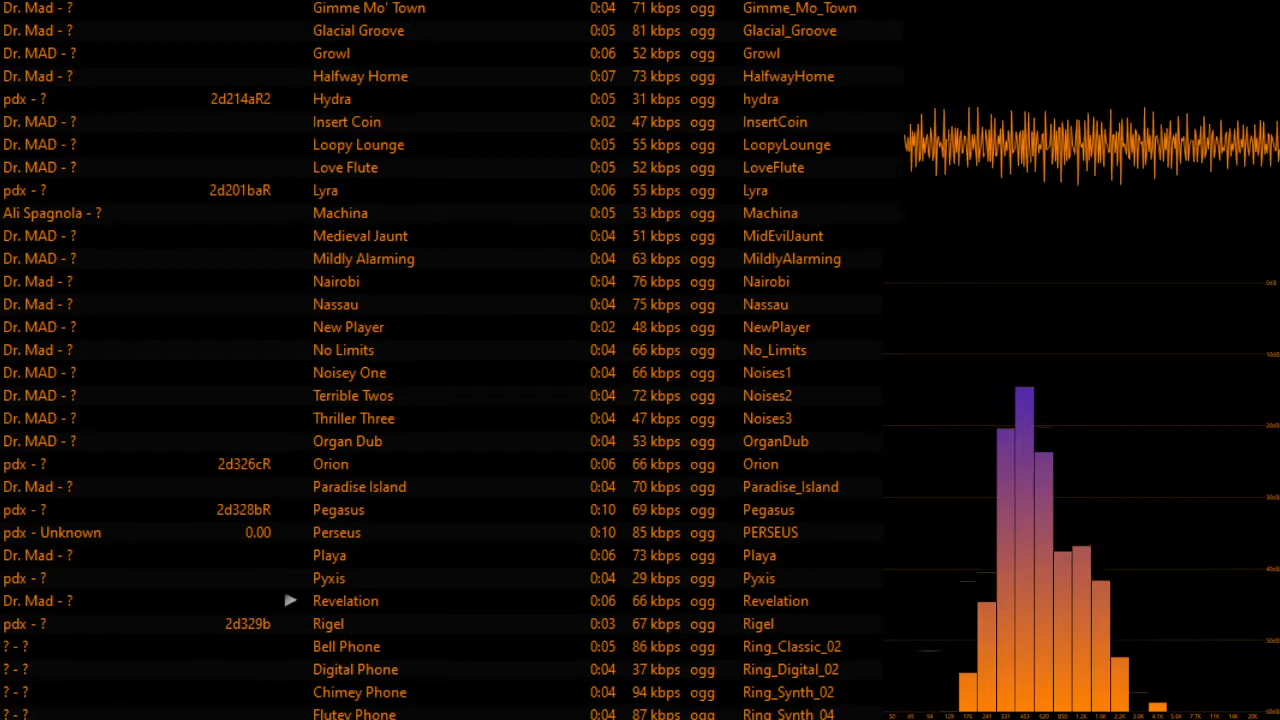 Dr. Mad - ? Gimme Mo' Town 0:04 71 kbps ogg Gimme_Mo_Town
Dr. Mad - ? Glacial Groove 0:05 81 kbps ogg Glacial_Groove
Dr. MAD - ? Growl 0:06 52 kbps ogg Growl
Dr. Mad - ? Halfway Home 0:07 73 kbps ogg HalfwayHome
pdx - ? 2d214aR2 Hydra 0:05 31 kbps ogg hydra
Dr. MAD - ? Insert Coin 0:02 47 kbps ogg InsertCoin
Dr. MAD - ? Loopy Lounge 0:05 55 kbps ogg LoopyLounge
Dr. MAD - ? Love Flute 0:05 52 kbps ogg LoveFlute
pdx - ? 2d201baR Lyra 0:06 55 kbps ogg Lyra
Ali Spagnola - ? Machina 0:05 53 kbps ogg Machina
Dr. MAD - ? Medieval Jaunt 0:04 51 kbps ogg MidEvilJaunt
Dr. MAD - ? Mildly Alarming 0:04 63 kbps ogg MildlyAlarming
Dr. Mad - ? Nairobi 0:04 76 kbps ogg Nairobi
Dr. Mad - ? Nassau 0:04 75 kbps ogg Nassau
Dr. MAD - ? New Player 0:02 48 kbps ogg NewPlayer
Dr. Mad - ? No Limits 0:04 66 kbps ogg No_Limits
Dr. MAD - ? Noisey One 0:04 66 kbps ogg Noises1
Dr. MAD - ? Terrible Twos 0:04 72 kbps ogg Noises2
Dr. MAD - ? Thriller Three 0:04 47 kbps ogg Noises3
Dr. MAD - ? Organ Dub 0:04 53 kbps ogg OrganDub
pdx - ? 2d326cR Orion 0:06 66 kbps ogg Orion
Dr. Mad - ? Paradise Island 0:04 70 kbps ogg Paradise_Island
pdx - ? 2d328bR Pegasus 0:10 69 kbps ogg Pegasus
pdx - Unknown 0.00 Perseus 0:10 85 kbps ogg PERSEUS
Dr. Mad - ? Playa 0:06 73 kbps ogg Playa
pdx - ? Pyxis 0:04 29 kbps ogg Pyxis
Dr. Mad - ? Revelation 0:06 66 kbps ogg Revelation
pdx - ? 2d329b Rigel 0:03 67 kbps ogg Rigel
? - ? Bell Phone 0:05 86 kbps ogg Ring_Classic_02
? - ? Digital Phone 0:04 37 kbps ogg Ring_Digital_02
? - ? Chimey Phone 0:04 94 kbps ogg Ring_Synth_02
? - ? Flutey Phone 0:04 87 kbps ogg Ring_Synth_04